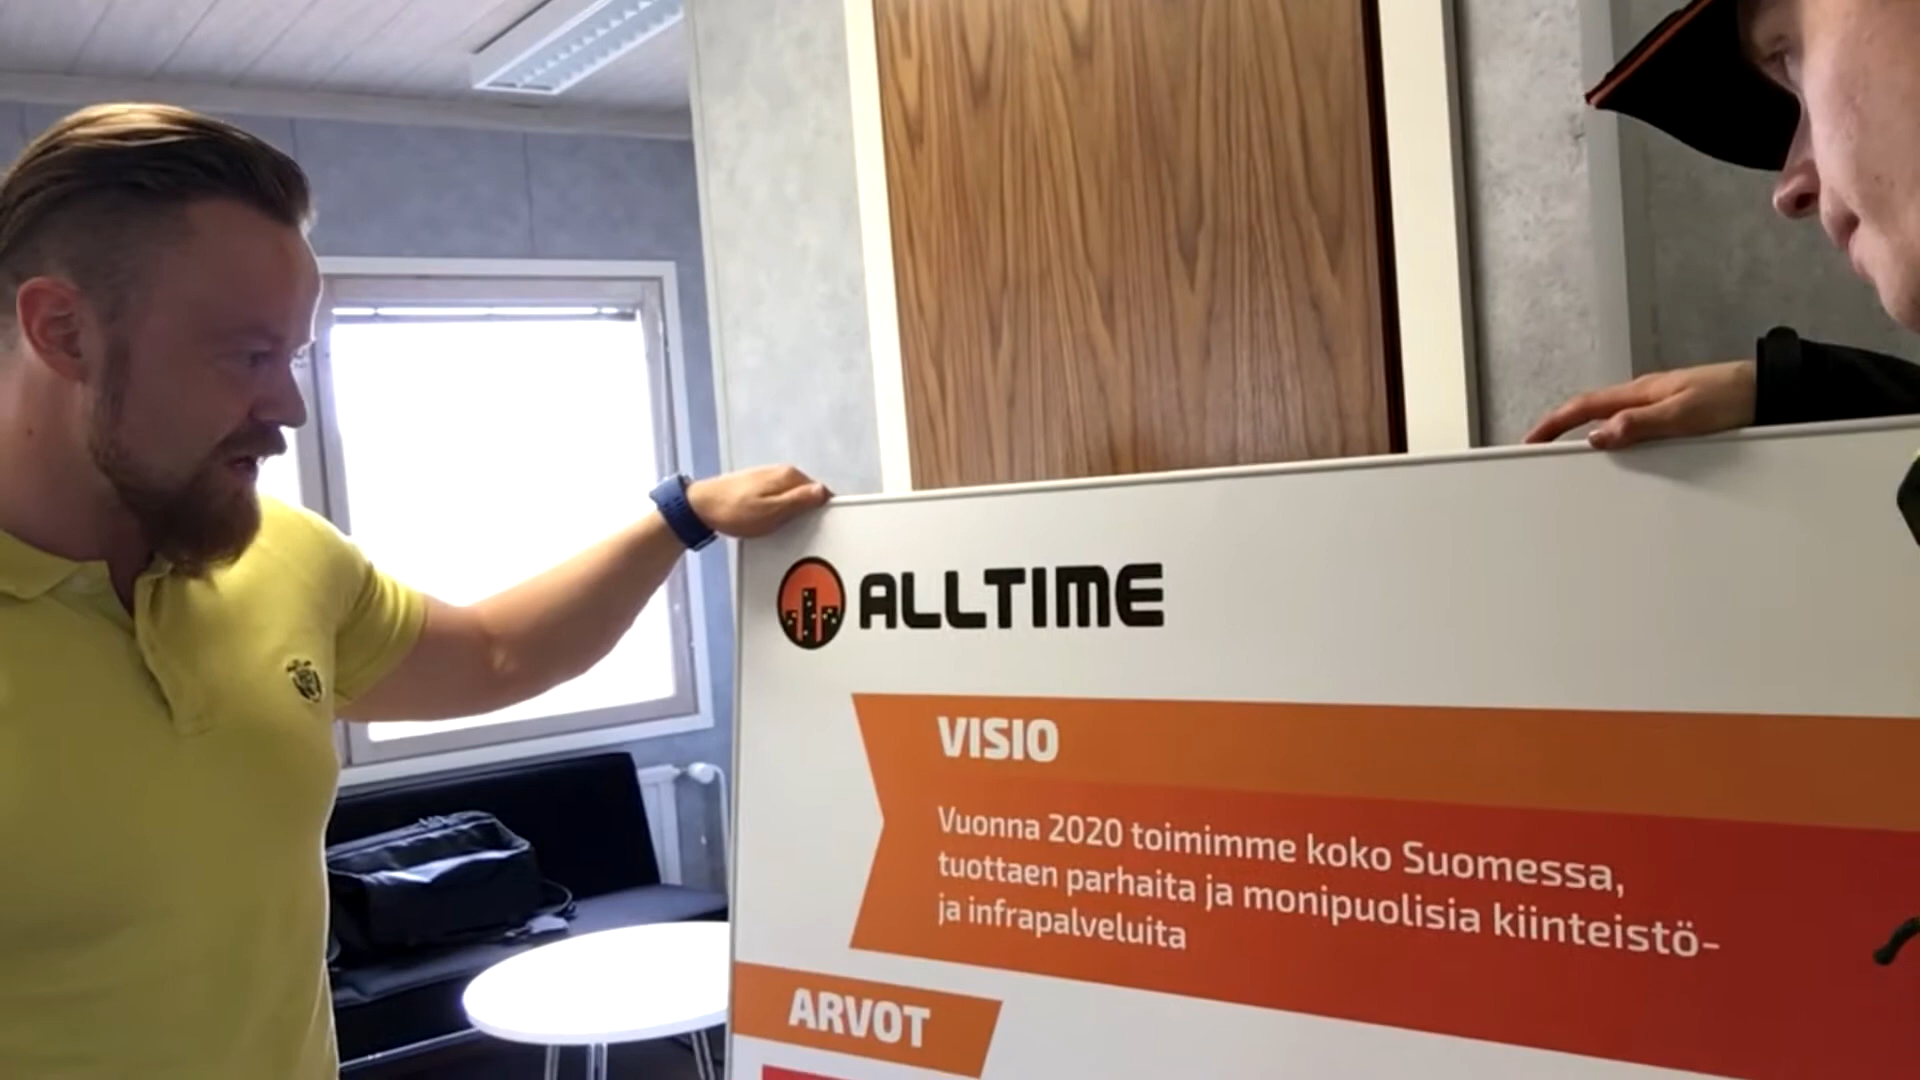 ALLTIME
VISIO
Vuonna 2020 toimimme koko Suomessa,
tuottaen parhaita ja monipuolisia kiinteistö-
ja infrapalveluita
ARVOT